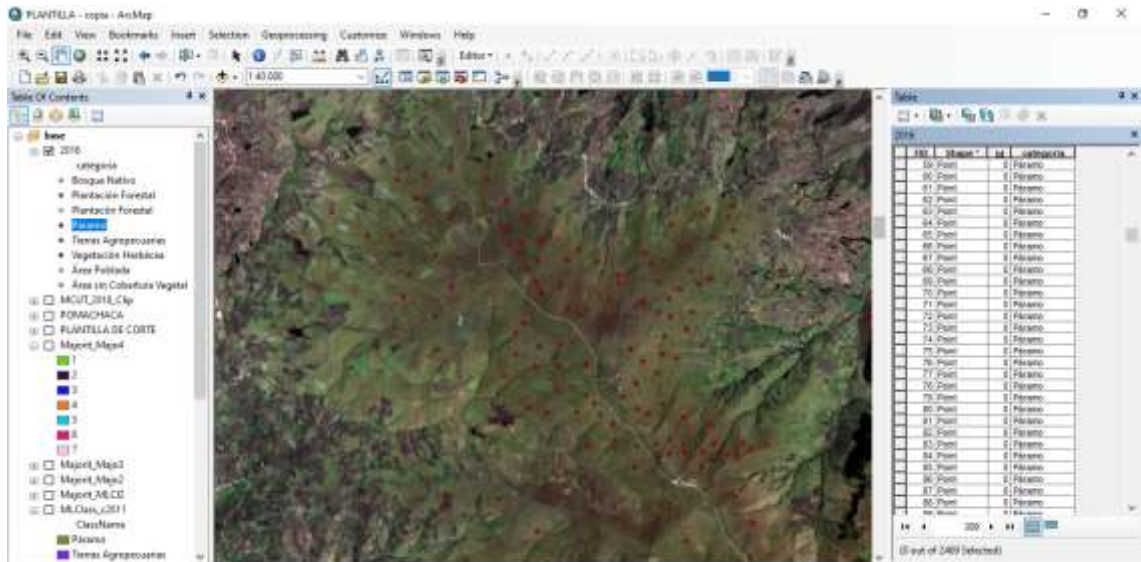 PLANTILLA - copia - ArcMap
File Edit View Bookmarks Insert Selection Geoprocessing Customize Windows Help
Editor
1:40.000
Table Of Contents
base
2016
categoria
Bosque Nativo
Plantación Forestal
Plantación Forestal
Páramo
Tierras Agropecuarias
Vegetación Herbácea
Área Poblada
Área sin Cobertura Vegetal
MCUT_2018_Clip
POMACHACA
PLANTILLA DE CORTE
Majorit_Majo4
1
2
3
4
5
6
7
Majorit_Majo3
Majorit_Majo2
Majorit_MLCl2
MLClass_c2011
ClassName
Páramo
Tierras Agropecuarias
Table
2016
FID Shape * Id categoria
59 Point 0 Páramo
60 Point 0 Páramo
61 Point 0 Páramo
62 Point 0 Páramo
63 Point 0 Páramo
64 Point 0 Páramo
65 Point 0 Páramo
66 Point 0 Páramo
67 Point 0 Páramo
68 Point 0 Páramo
69 Point 0 Páramo
70 Point 0 Páramo
71 Point 0 Páramo
72 Point 0 Páramo
73 Point 0 Páramo
74 Point 0 Páramo
75 Point 0 Páramo
76 Point 0 Páramo
77 Point 0 Páramo
78 Point 0 Páramo
79 Point 0 Páramo
80 Point 0 Páramo
81 Point 0 Páramo
82 Point 0 Páramo
83 Point 0 Páramo
84 Point 0 Páramo
85 Point 0 Páramo
86 Point 0 Páramo
87 Point 0 Páramo
88 Point 0 Páramo
(0 out of 2489 Selected)